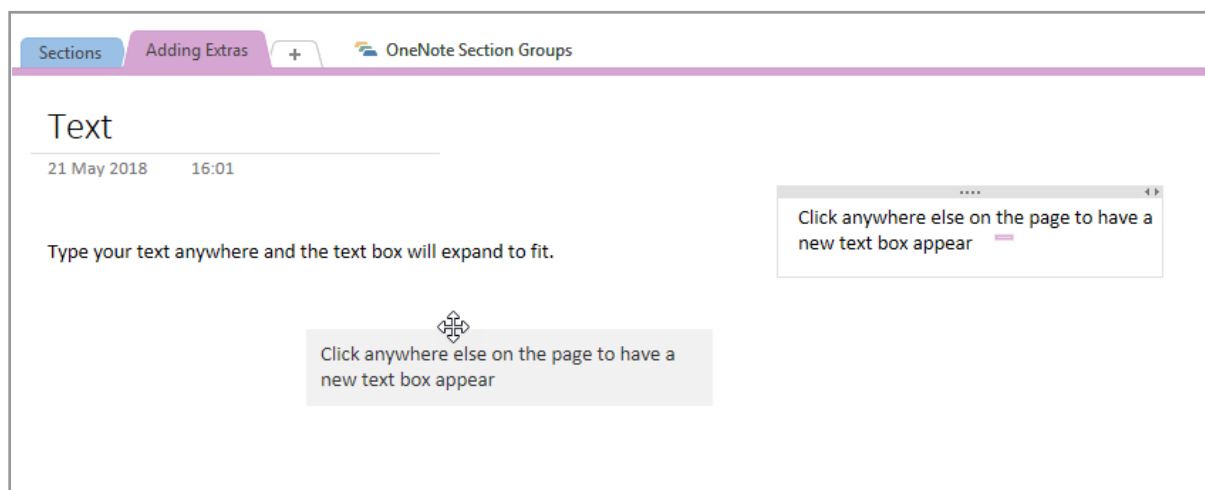 Sections
Adding Extras
+
OneNote Section Groups
Text
21 May 2018 16:01
Click anywhere else on the page to have a
new text box appear
Type your text anywhere and the text box will expand to fit.
Click anywhere else on the page to have a
new text box appear